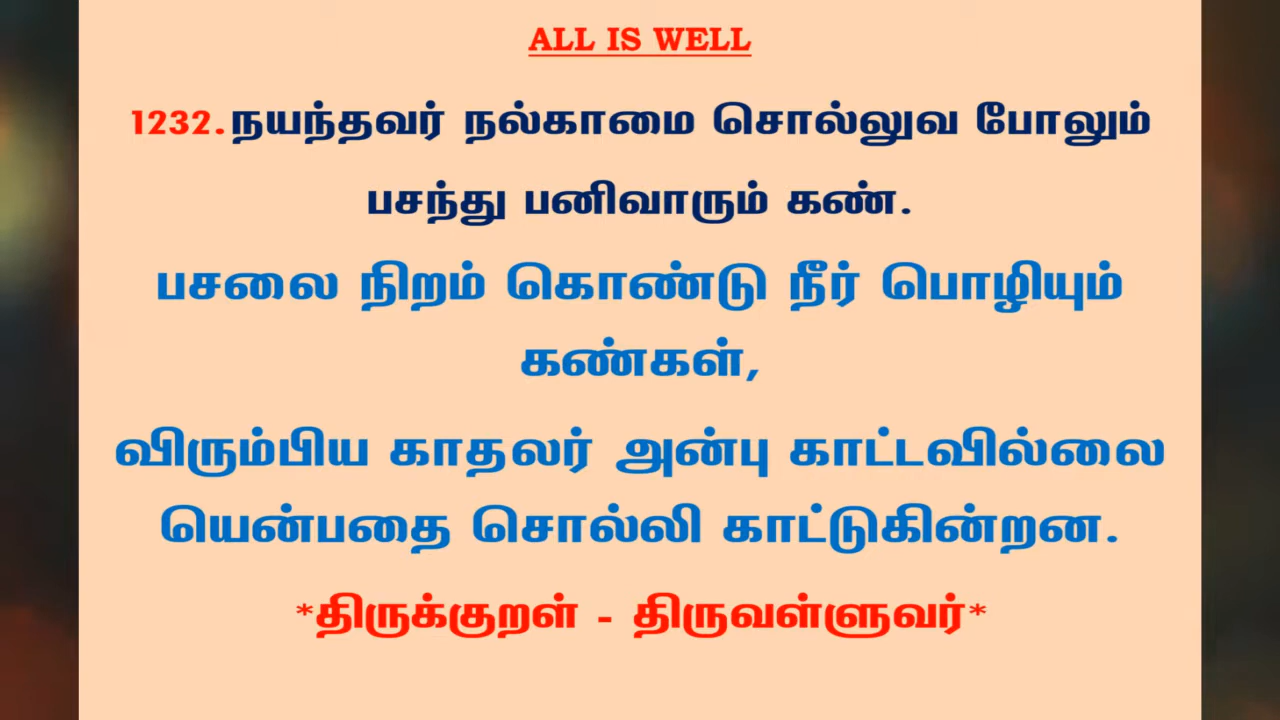 ALL IS WELL
1232.நயந்தவர் நல்காமை சொல்லுவ போலும்
பசந்து பனிவாரும் கண்.
பசலை நிறம் கொண்டு நீர் பொழியும்
கண்கள்,
விரும்பிய காதலர் அன்பு காட்டவில்லை
யென்பதை சொல்லி காட்டுகின்றன.
*திருக்குறள் - திருவள்ளுவர்*